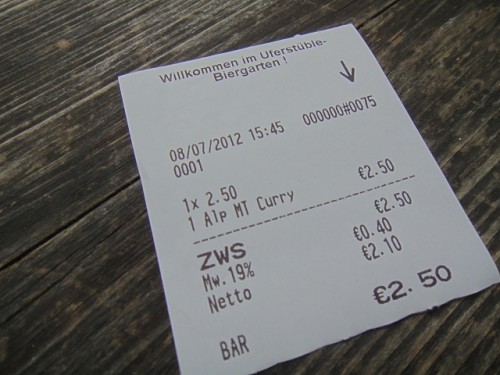 Willkommen im Uferstüble-
Biergarten !
08/07/2012 15:45 000000#0075
0001
1x 2.50
1 Alp MT Curry €2.50
ZWS €2.50
Mw.19% €0.40
Netto €2.10
BAR €2.50